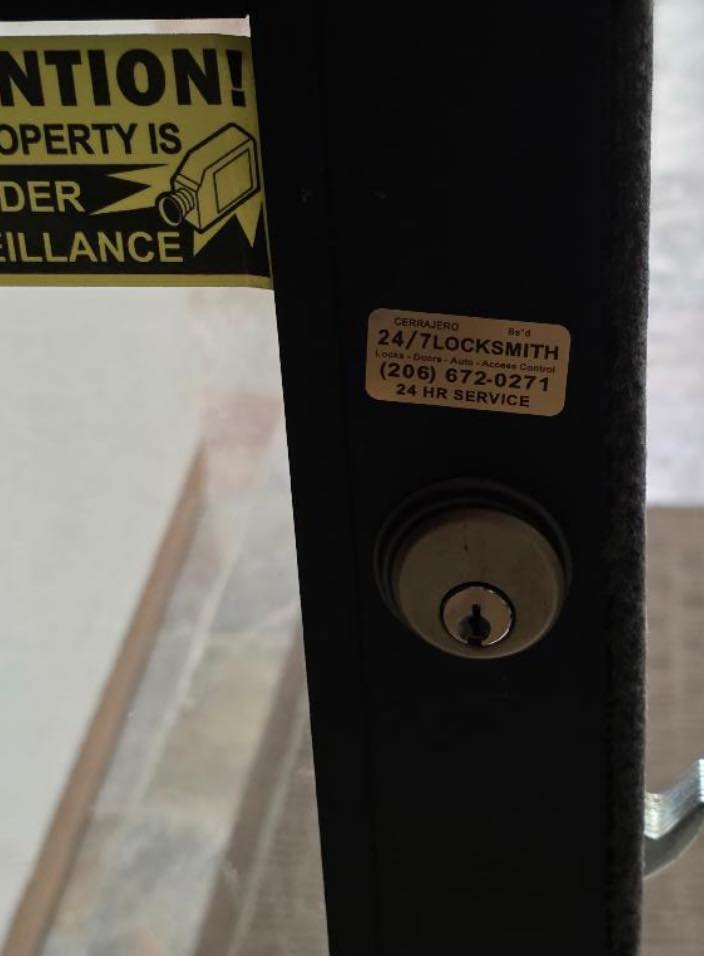 NTION!
OPERTY IS
DER
EILLANCE
CERRAJERO Bs"d
24/7LOCKSMITH
Locks - Doors - Auto - Access Control
(206) 672-0271
24 HR SERVICE